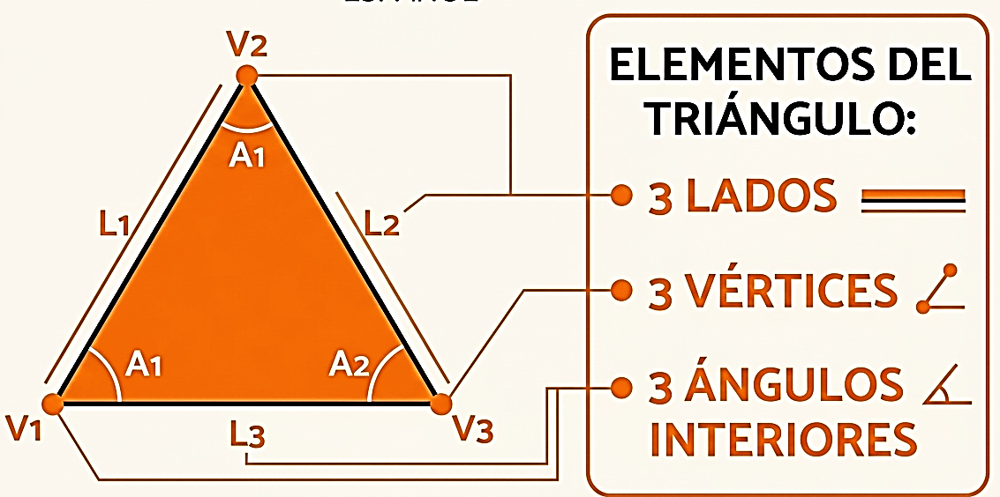 V2
A1
L1
L2
A1
A2
V1
L3
V3
ELEMENTOS DEL
TRIÁNGULO:
3 LADOS
3 VÉRTICES
3 ÁNGULOS
INTERIORES